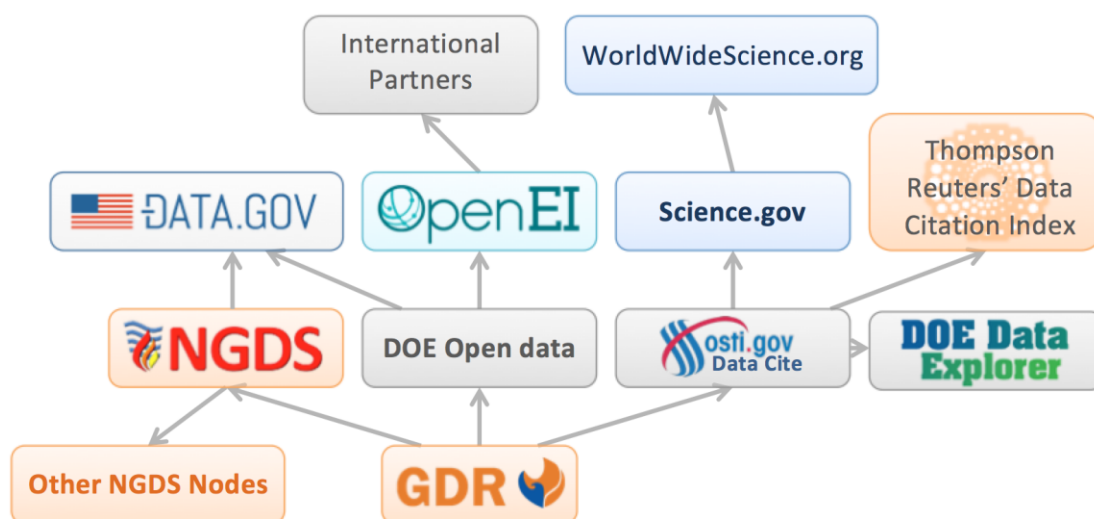 International
Partners
WorldWideScience.org
Thompson
Reuters’ Data
Citation Index
DATA.GOV
OpenEI
Science.gov
NGDS
DOE Open data
osti.gov
Data Cite
DOE Data
Explorer
Other NGDS Nodes
GDR